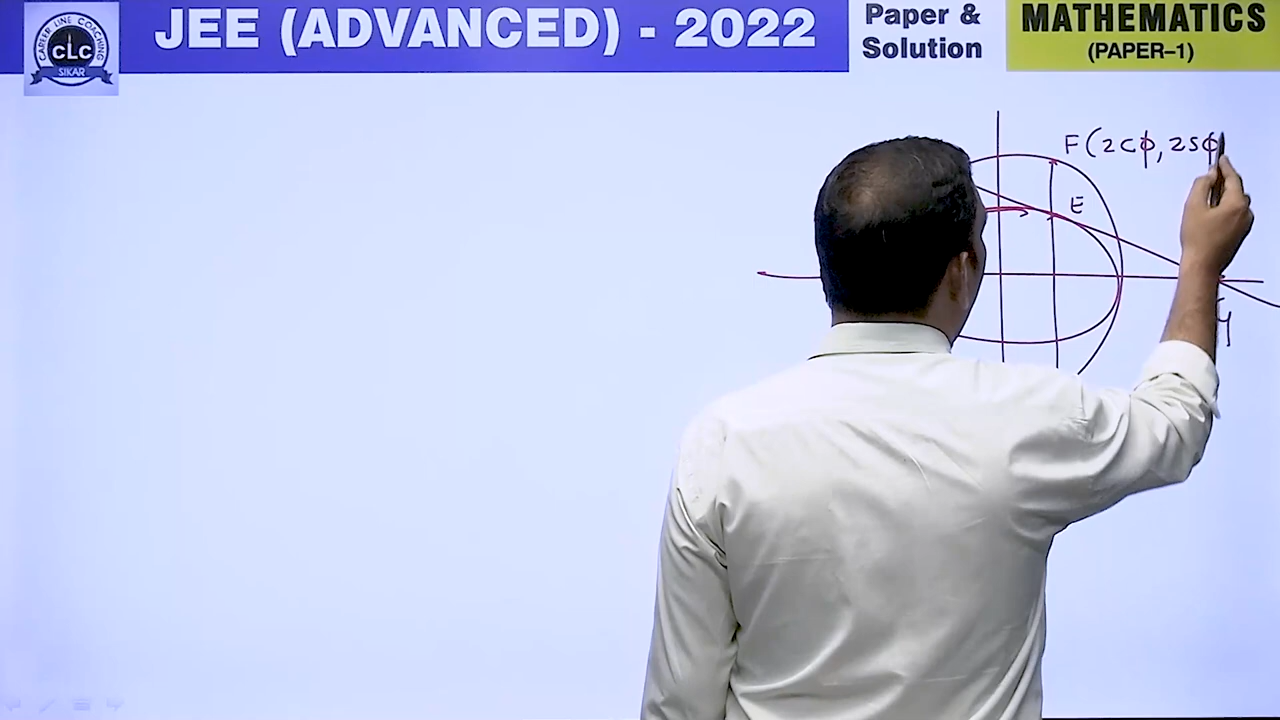 JEE (ADVANCED) - 2022
Paper &
Solution
MATHEMATICS
(PAPER–1)
CAREER LINE COACHING
CLC
SIKAR
F(2cϕ, 2sϕ
E